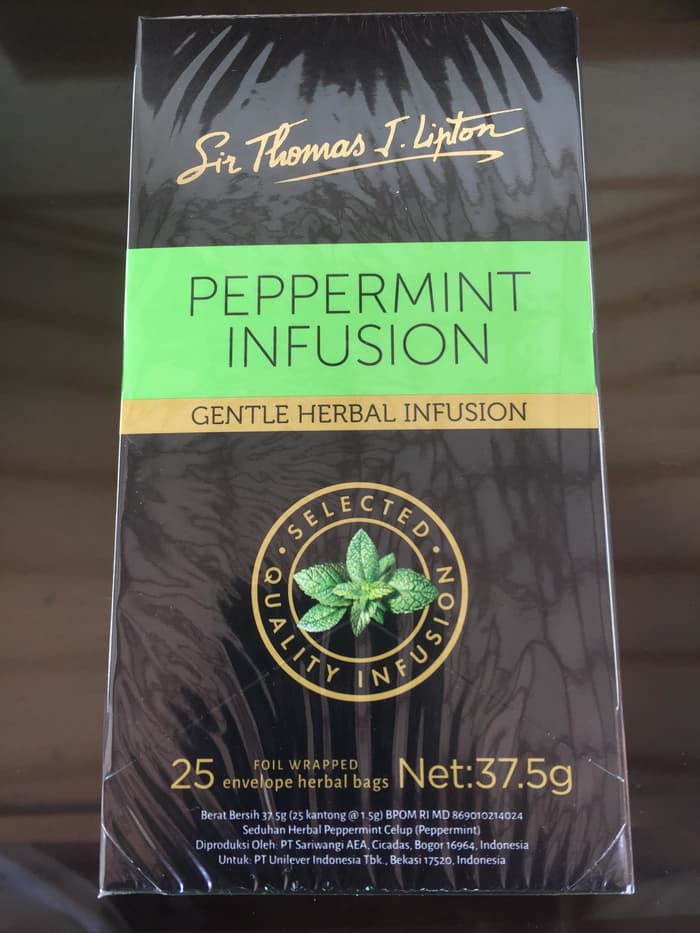 Sir Thomas J. Lipton
PEPPERMINT
INFUSION
GENTLE HERBAL INFUSION
• SELECTED •
QUALITY INFUSION
25 FOIL WRAPPED
envelope herbal bags Net:37.5g
Berat Bersih 37.5g (25 kantong @ 1.5g) BPOM RI MD 869010214024
Seduhan Herbal Peppermint Celup (Peppermint)
Diproduksi Oleh: PT Sariwangi AEA, Cicadas, Bogor 16964, Indonesia
Untuk: PT Unilever Indonesia Tbk., Bekasi 17520, Indonesia